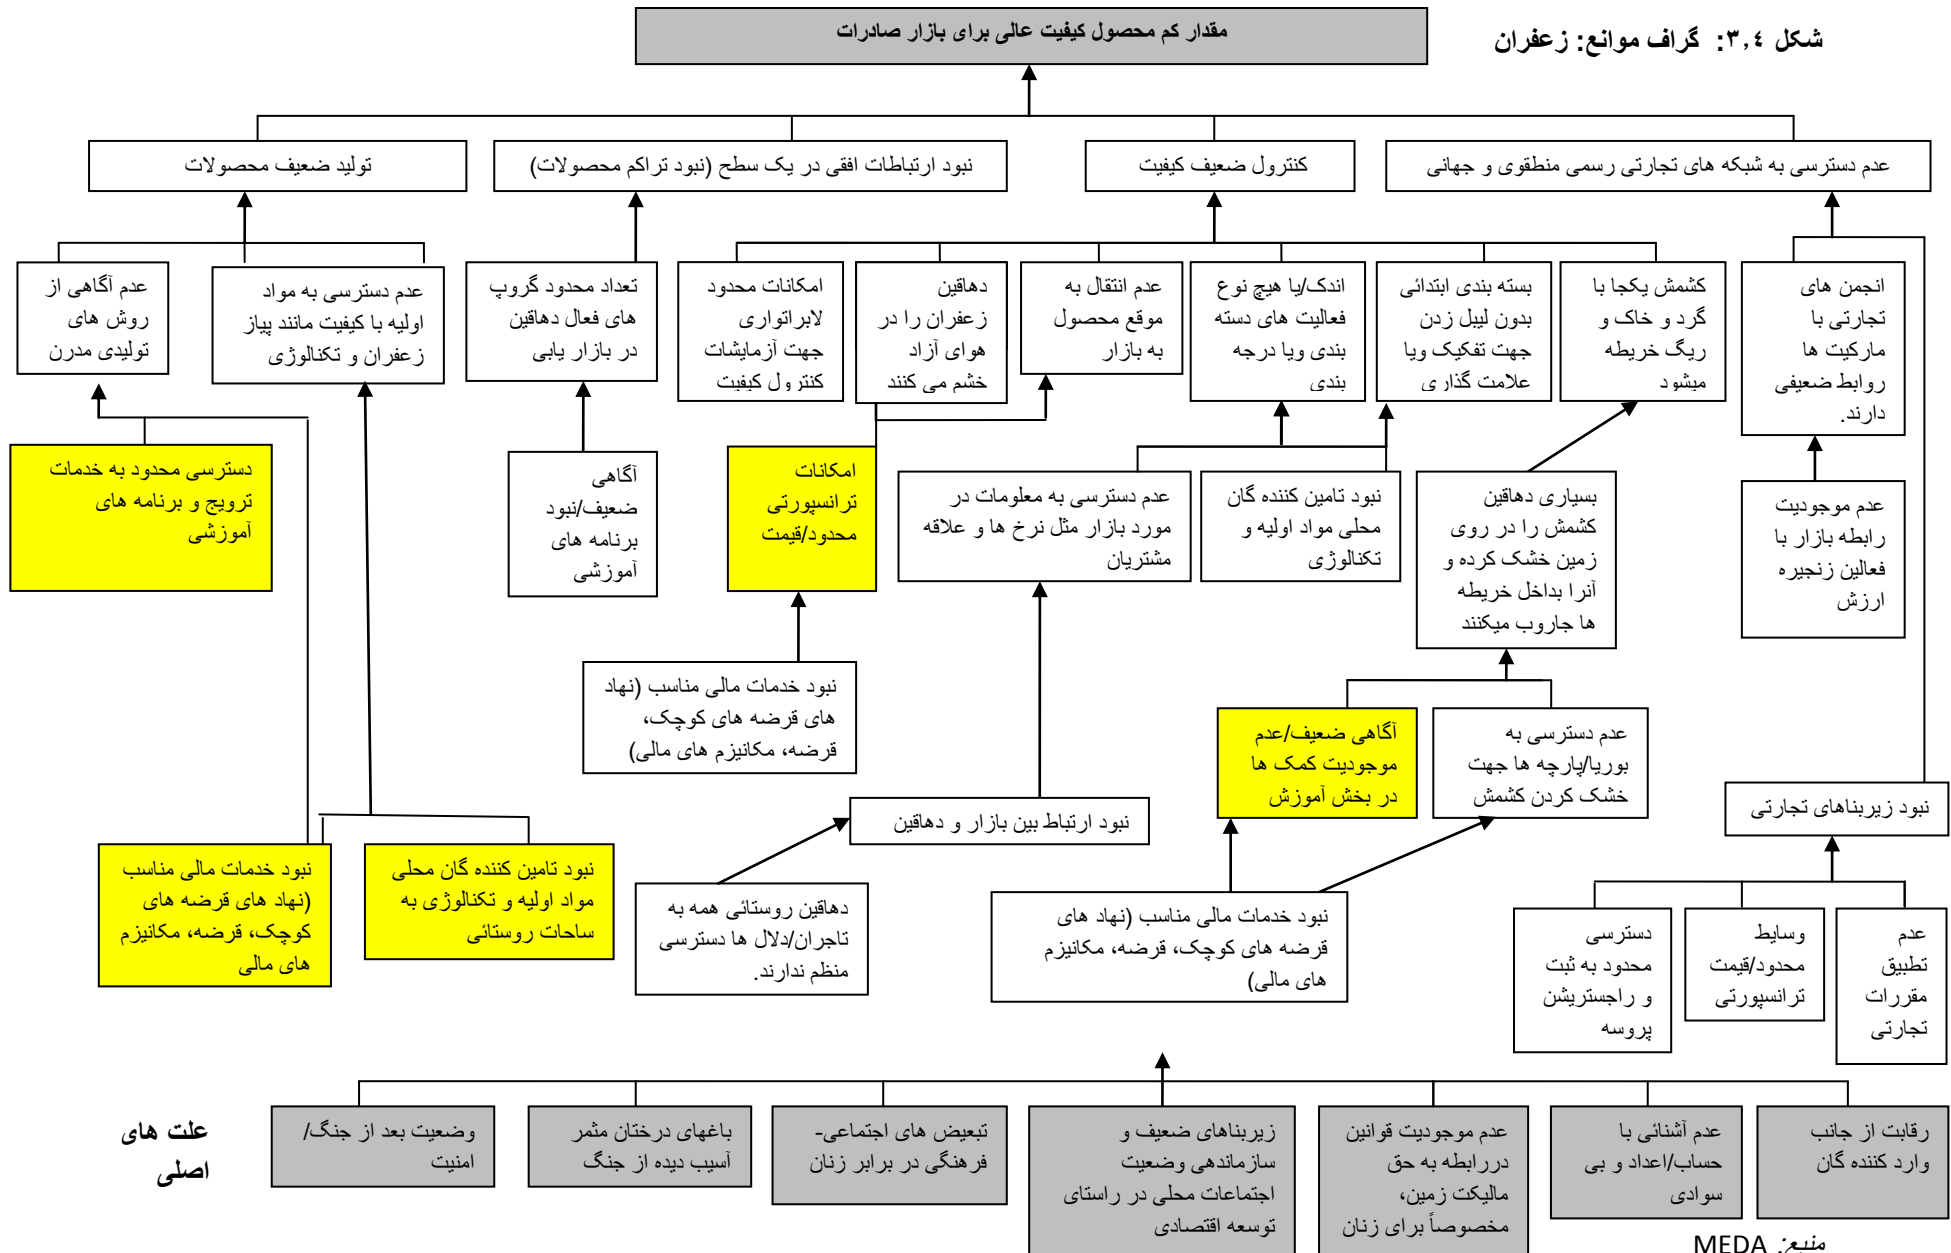 شکل ۳,٤: گراف موانع: زعفران
مقدار کم محصول کیفیت عالی برای بازار صادرات
عدم دسترسی به شبکه های تجارتی رسمی منطقوی و جهانی
کنترول ضعیف کیفیت
نبود ارتباطات افقی در یک سطح (نبود تراکم محصولات)
تولید ضعیف محصولات
انجمن های
تجارتی با
مارکیت ها
روابط ضعیفی
دارند.
کشمش یکجا با
گرد و خاک و
ریگ خریطه
میشود
بسته بندی ابتدائی
بدون لیبل زدن
جهت تفکیک ویا
علامت گذاری
اندک/یا هیچ نوع
فعالیت های دسته
بندی ویا درجه
بندی
عدم انتقال به
موقع محصول
به بازار
دهاقین
زعفران را در
هوای آزاد
خشم می کنند
امکانات محدود
لابراتواری
جهت آزمایشات
کنترول کیفیت
تعداد محدود گروپ
های فعال دهاقین
در بازار یابی
عدم دسترسی به مواد
اولیه با کیفیت مانند پیاز
زعفران و تکنالوژی
عدم آگاهی از
روش های
تولیدی مدرن
عدم موجودیت
رابطه بازار با
فعالین زنجیره
ارزش
بسیاری دهاقین
کشمش را در روی
زمین خشک کرده و
آنرا بداخل خریطه
ها جاروب میکنند
نبود تامین کننده گان
محلی مواد اولیه و
تکنالوژی
عدم دسترسی به معلومات در
مورد بازار مثل نرخ ها و علاقه
مشتریان
امکانات
ترانسپورتی
محدود/قیمت
آگاهی
ضعیف/نبود
برنامه های
آموزشی
دسترسی محدود به خدمات
ترویج و برنامه های
آموزشی
نبود خدمات مالی مناسب (نهاد
های قرضه های کوچک،
قرضه، مکانیزم های مالی)
عدم دسترسی به
بوریا/پارچه ها جهت
خشک کردن کشمش
آگاهی ضعیف/عدم
موجودیت کمک ها
در بخش آموزش
نبود زیربناهای تجارتی
نبود ارتباط بین بازار و دهاقین
نبود تامین کننده گان محلی
مواد اولیه و تکنالوژی به
ساحات روستائی
نبود خدمات مالی مناسب
(نهاد های قرضه های
کوچک، قرضه، مکانیزم
های مالی
عدم
تطبیق
مقررات
تجارتی
وسایط
محدود/قیمت
ترانسپورتی
دسترسی
محدود به ثبت
و راجستریشن
پروسه
نبود خدمات مالی مناسب (نهاد های
قرضه های کوچک، قرضه، مکانیزم
های مالی)
دهاقین روستائی همه به
تاجران/دلال ها دسترسی
منظم ندارند.
رقابت از جانب
وارد کننده گان
عدم آشنائی با
حساب/اعداد و بی
سوادی
عدم موجودیت قوانین
دررابطه به حق
مالیکت زمین،
مخصوصاً برای زنان
زیربناهای ضعیف و
سازماندهی وضعیت
اجتماعات محلی در راستای
توسعه اقتصادی
تبعیض های اجتماعی-
فرهنگی در برابر زنان
باغهای درختان مثمر
آسیب دیده از جنگ
وضعیت بعد از جنگ/
امنیت
علت های
اصلی
منبع: MEDA